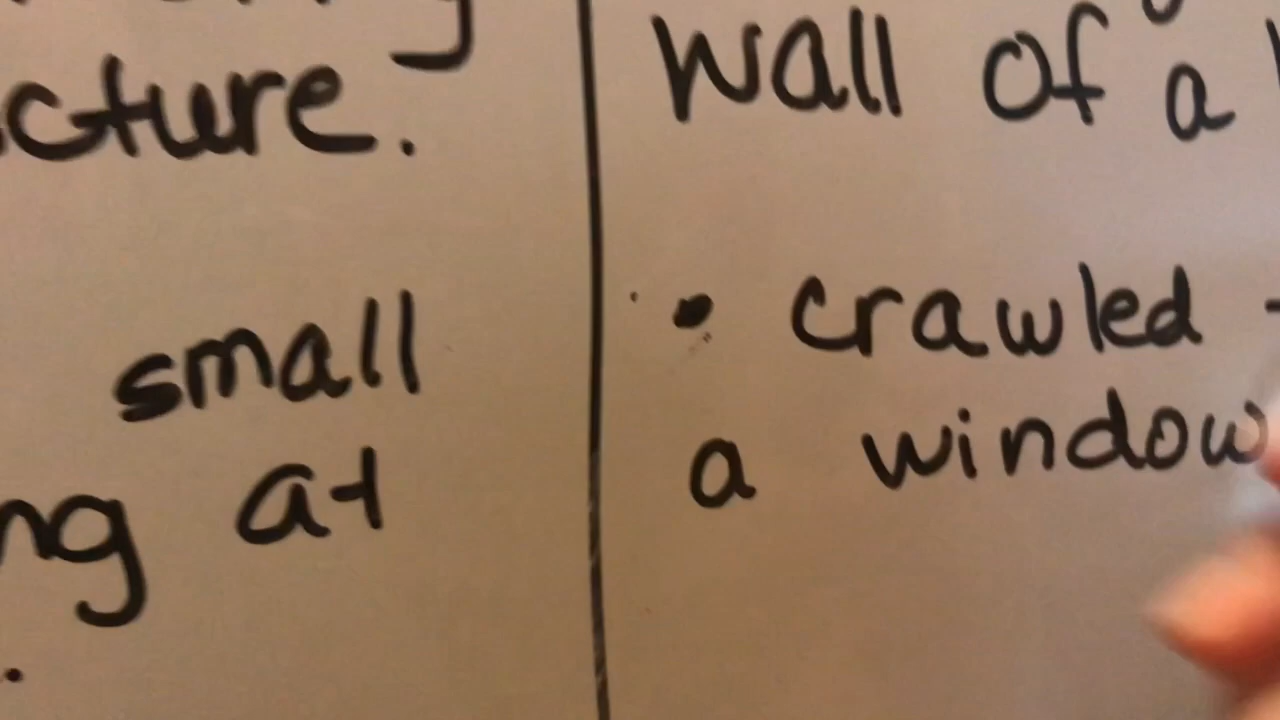 cture.
small
ng at
.
wall of a
• crawled
a window